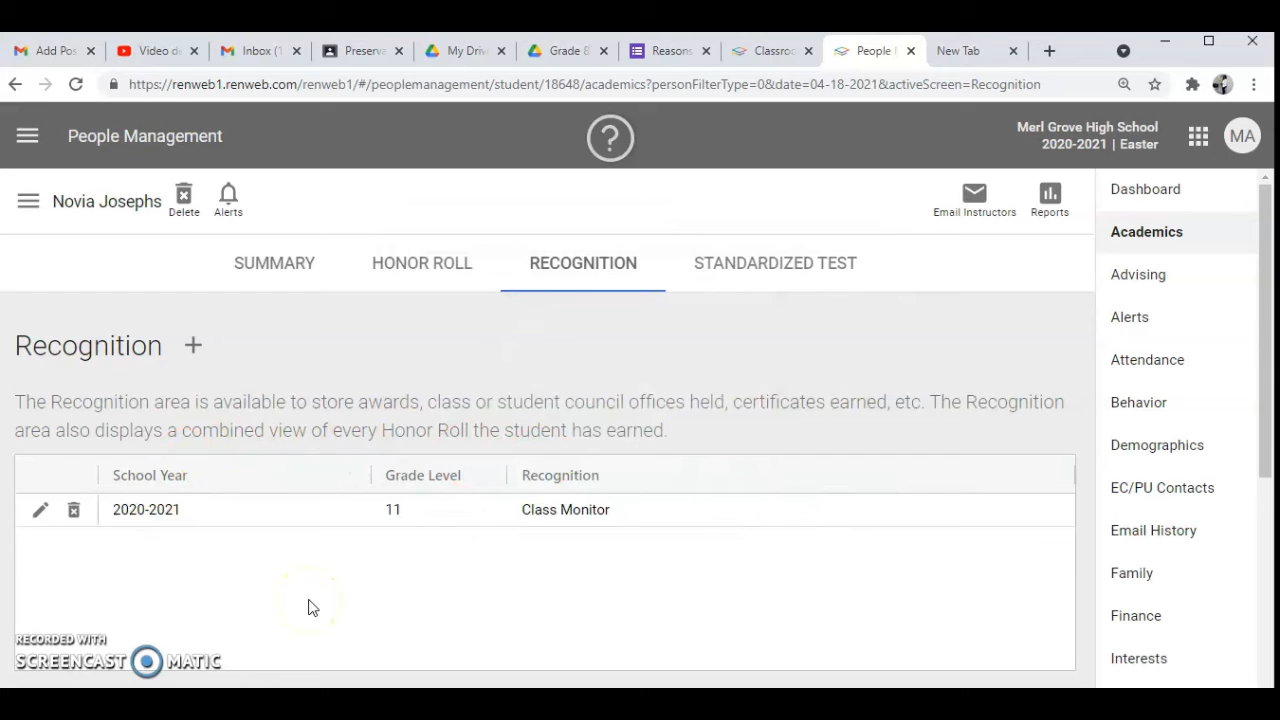 Add Pos
Video de
Inbox (1
Preserva
My Drive
Grade 8
Reasons
Classroo
People I
New Tab
https://renweb1.renweb.com/renweb1/#/peoplemanagement/student/18648/academics?personFilterType=0&date=04-18-2021&activeScreen=Recognition
People Management
?
Merl Grove High School
2020-2021 | Easter
MA
Novia Josephs
Delete
Alerts
Email Instructors
Reports
SUMMARY
HONOR ROLL
RECOGNITION
STANDARDIZED TEST
Recognition +
The Recognition area is available to store awards, class or student council offices held, certificates earned, etc. The Recognition
area also displays a combined view of every Honor Roll the student has earned.
School Year Grade Level Recognition
2020-2021 11 Class Monitor
Dashboard
Academics
Advising
Alerts
Attendance
Behavior
Demographics
EC/PU Contacts
Email History
Family
Finance
Interests
RECORDED WITH
SCREENCAST MATIC